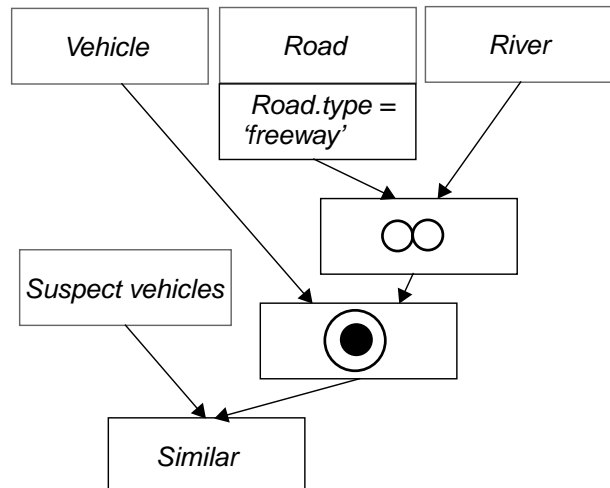 Vehicle
Road
River
Road.type =
‘freeway’
Suspect vehicles
Similar